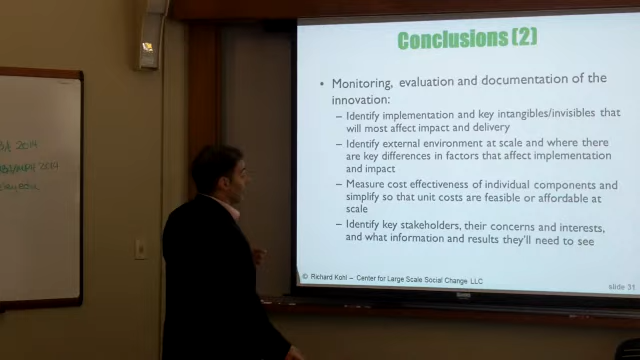 Conclusions (2)
• Monitoring, evaluation and documentation of the
innovation:
– Identify implementation and key intangibles/invisibles that
will most affect impact and delivery
– Identify external environment at scale and where there
are key differences in factors that affect implementation
and impact
– Measure cost effectiveness of individual components and
simplify so that unit costs are feasible or affordable at
scale
– Identify key stakeholders, their concerns and interests,
and what information and results they'll need to see
© Richard Kohl – Center for Large Scale Social Change LLC
slide 31
2014